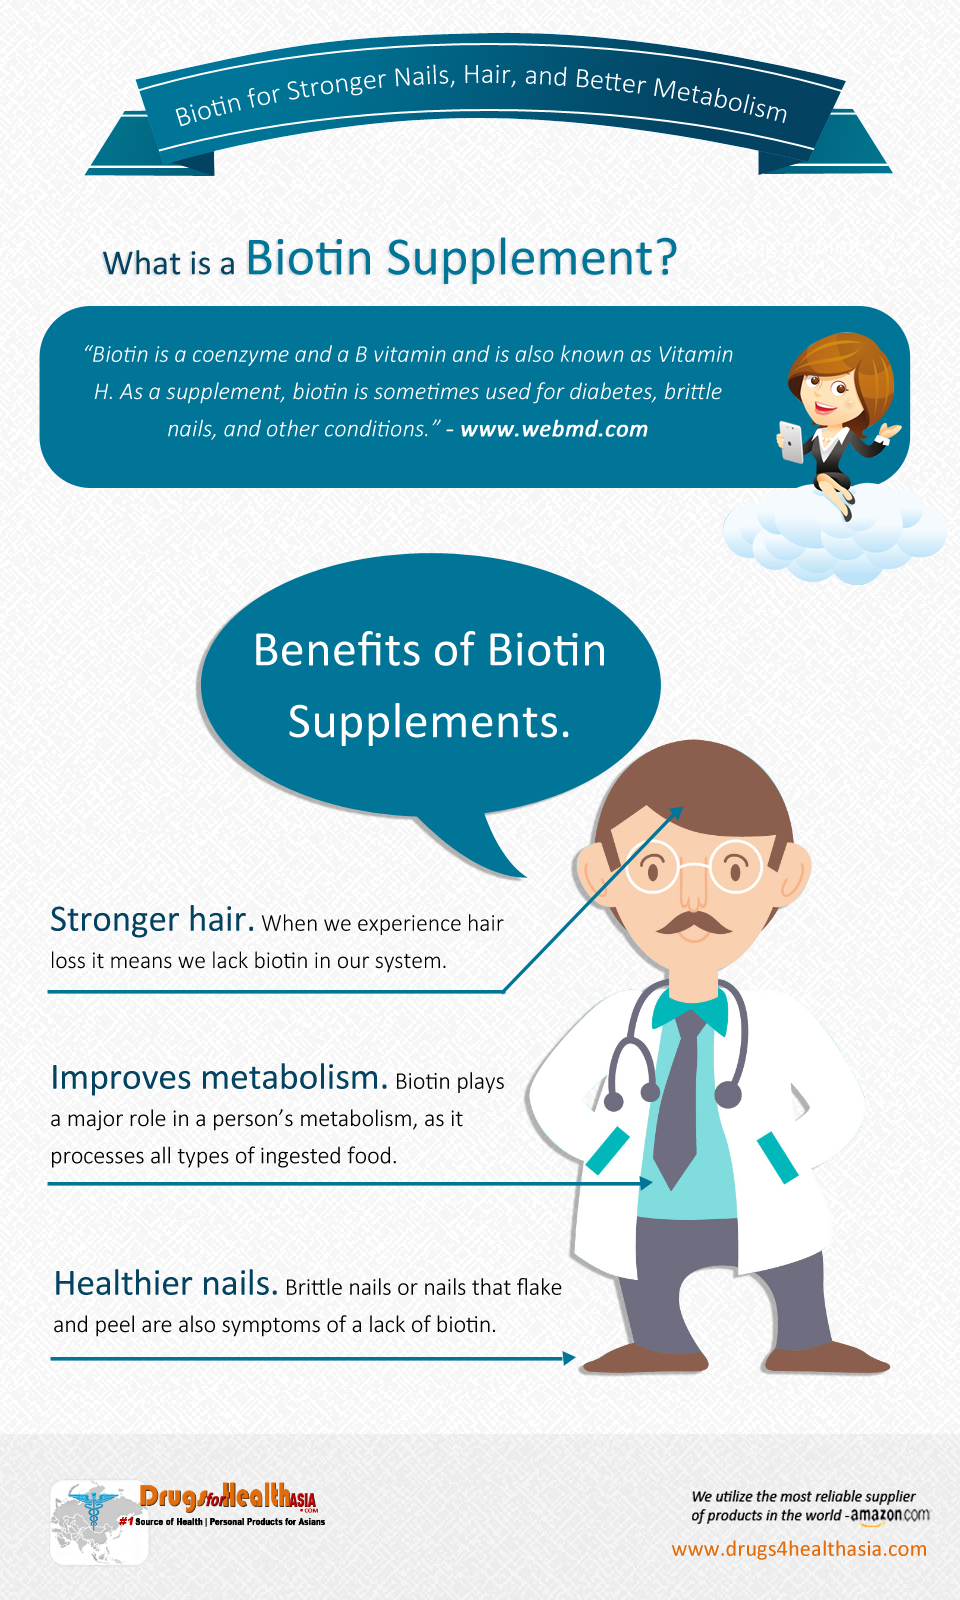 Biotin for Stronger Nails, Hair, and Better Metabolism
What is a Biotin Supplement?
“Biotin is a coenzyme and a B vitamin and is also known as Vitamin
H. As a supplement, biotin is sometimes used for diabetes, brittle
nails, and other conditions.” - www.webmd.com
Benefits of Biotin
Supplements.
Stronger hair. When we experience hair
loss it means we lack biotin in our system.
Improves metabolism. Biotin plays
a major role in a person’s metabolism, as it
processes all types of ingested food.
Healthier nails. Brittle nails or nails that flake
and peel are also symptoms of a lack of biotin.
DrugsforHealthASIA
.COM
#1 Source of Health | Personal Products for Asians
We utilize the most reliable supplier
of products in the world -amazon.com
www.drugs4healthasia.com